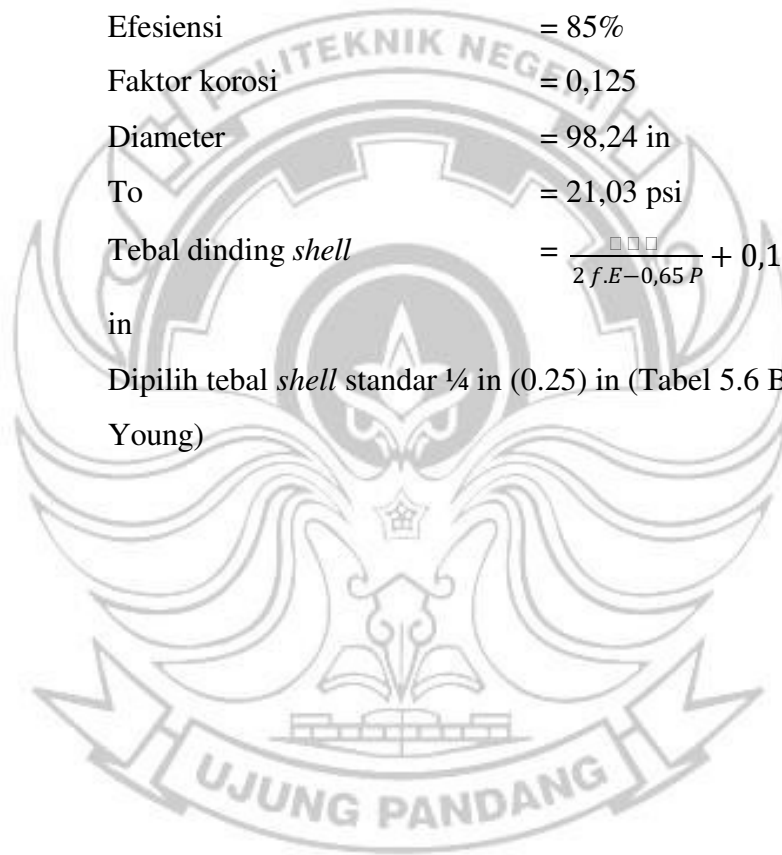 Efesiensi = 85%
POLITEKNIK NEGERI
Faktor korosi = 0,125
Diameter = 98,24 in
To = 21,03 psi
Tebal dinding shell = □□□ / 2 f.E−0,65 P + 0,1
in
Dipilih tebal shell standar ¼ in (0.25) in (Tabel 5.6 B
Young)
UJUNG PANDANG